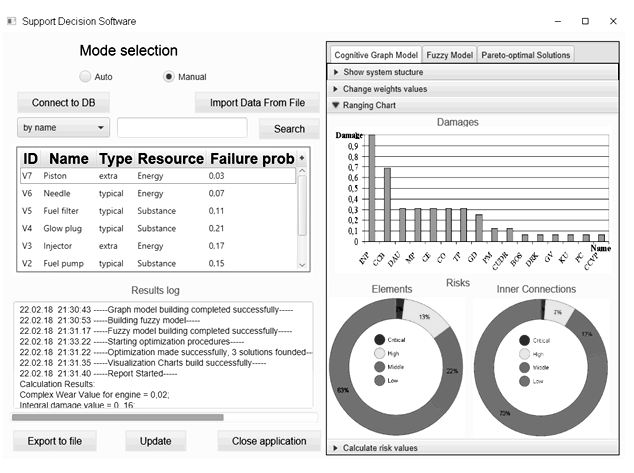 Support Decision Software
Mode selection
Auto
Manual
Connect to DB
Import Data From File
by name
Search
ID Name Type Resource Failure prob +
V7 Piston extra Energy 0.03
V6 Needle typical Energy 0.07
V5 Fuel filter typical Substance 0.11
V4 Glow plug typical Substance 0.21
V3 Injector extra Energy 0.17
V2 Fuel pump typical Substance 0.15
Results log
22.02.18 21:30:43 -----Graph model building completed successfully-----
22.02.18 21:30:53 -----Building fuzzy model-----
22.02.18 21:31.17 -----Fuzzy model building completed successfully-----
22.02.18 21:33.22 -----Starting optimization procedures-----
22.02.18 21:31.22 -----Optimization made successfully, 3 solutions founded--
22.02.18 21:31.35 -----Visualization Charts build successfully-----
22.02.18 21:31.40 -----Report Started-----
Calculation Results:
Complex Wear Value for engine = 0,02;
Integral damage value = 0,16;
Export to file
Update
Close application
Cognitive Graph Model
Fuzzy Model
Pareto-optimal Solutions
Show system stucture
Change weights values
Ranging Chart
Damages
Damage
0,9
0,8
0,7
0,6
0,5
0,4
0,3
0,2
0,1
0
INP CCB DAU MP CE CO TP GD PM CUDR BOS DRK GV KU PC CCVP
Name
Risks
Elements
Inner Connections
13%
22%
63%
Critical
High
Middle
Low
7%
17%
Critical
High
Middle
Low
Calculate risk values